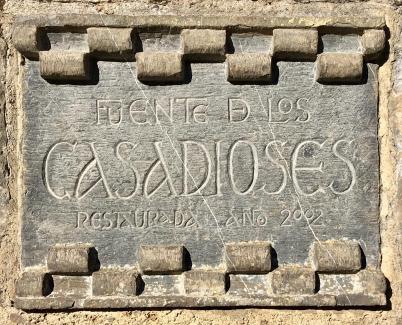 FUENTE D LOS
CASADIOSES
RESTAURADA AÑO 2002